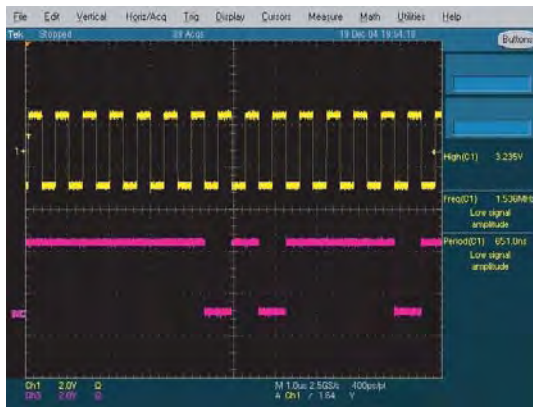 File Edit Vertical Horiz/Acq Trig Display Cursors Measure Math Utilities Help
Tek Stopped 89 Acqs 19 Dec 04 19:54:10
Buttons
High(C1) 3.235V
Freq(C1) 1.536MHz
Low signal
amplitude
Period(C1) 651.0ns
Low signal
amplitude
Ch1 2.0V Ω M 1.0us 2.5GS/s 400ps/pt
Ch3 2.0V Ω A Ch1 / 1.64 V